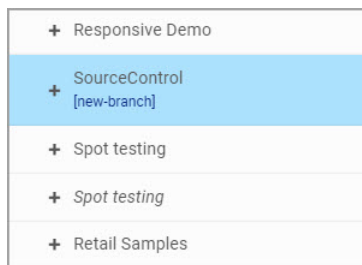 Responsive Demo
SourceControl
[new-branch]
Spot testing
Spot testing
Retail Samples